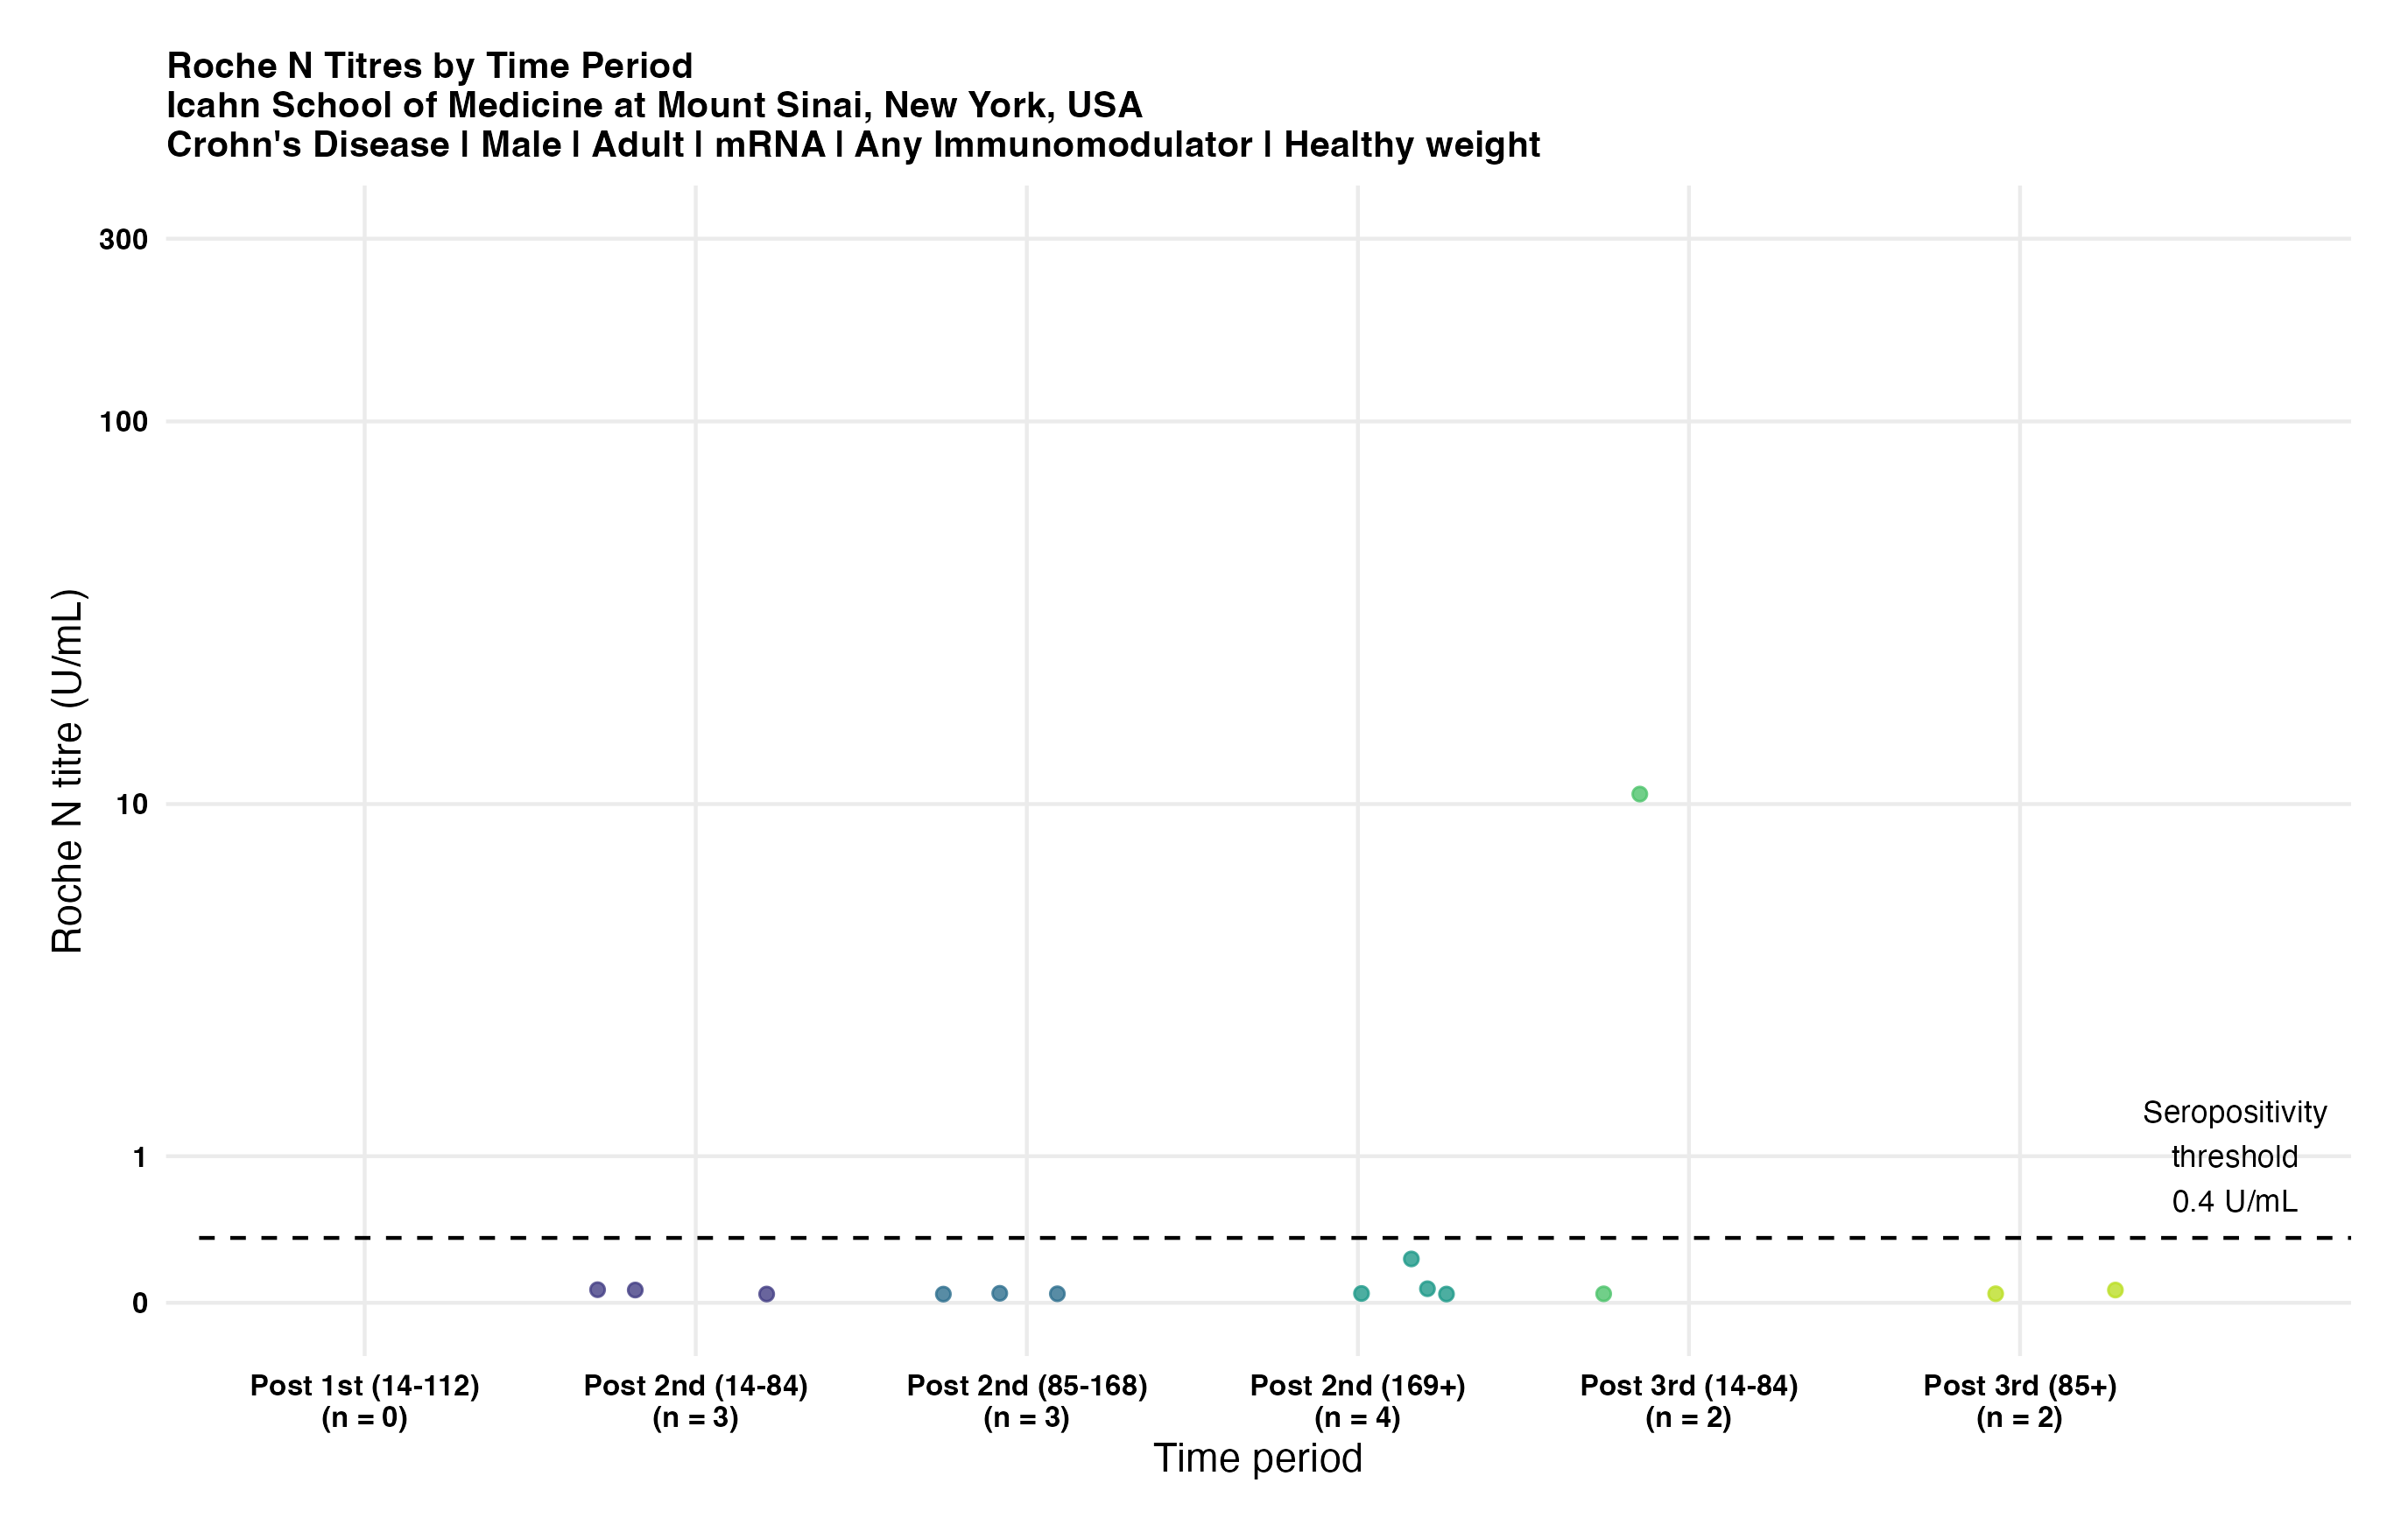 Roche N Titres by Time Period
Icahn School of Medicine at Mount Sinai, New York, USA
Crohn's Disease | Male | Adult | mRNA | Any Immunomodulator | Healthy weight
Roche N titre (U/mL)
300
100
10
1
0
Seropositivity
threshold
0.4 U/mL
Post 1st (14-112)
(n = 0)
Post 2nd (14-84)
(n = 3)
Post 2nd (85-168)
(n = 3)
Post 2nd (169+)
(n = 4)
Post 3rd (14-84)
(n = 2)
Post 3rd (85+)
(n = 2)
Time period